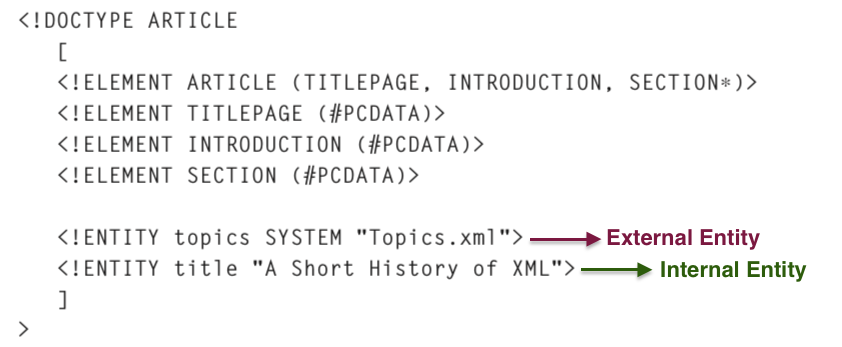 <!DOCTYPE ARTICLE
[
<!ELEMENT ARTICLE (TITLEPAGE, INTRODUCTION, SECTION*)>
<!ELEMENT TITLEPAGE (#PCDATA)>
<!ELEMENT INTRODUCTION (#PCDATA)>
<!ELEMENT SECTION (#PCDATA)>
<!ENTITY topics SYSTEM "Topics.xml"> External Entity
<!ENTITY title "A Short History of XML"> Internal Entity
]
>